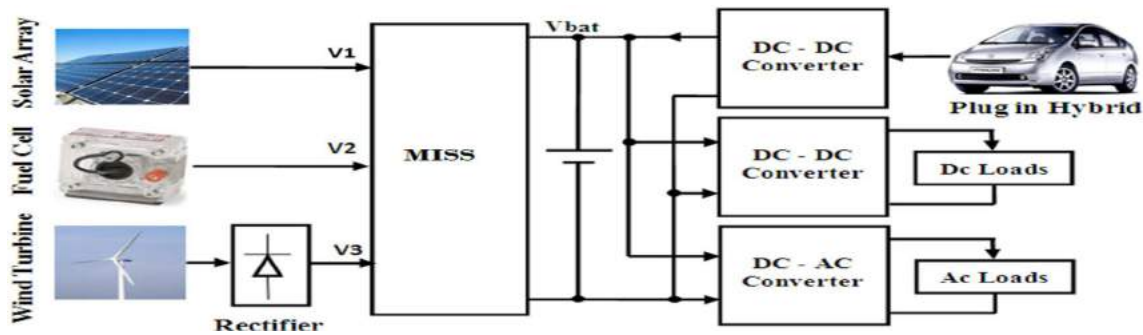 Solar Array
V1
Fuel Cell
V2
Wind Turbine
V3
Rectifier
MISS
Vbat
DC - DC
Converter
Plug in Hybrid
DC - DC
Converter
Dc Loads
DC - AC
Converter
Ac Loads